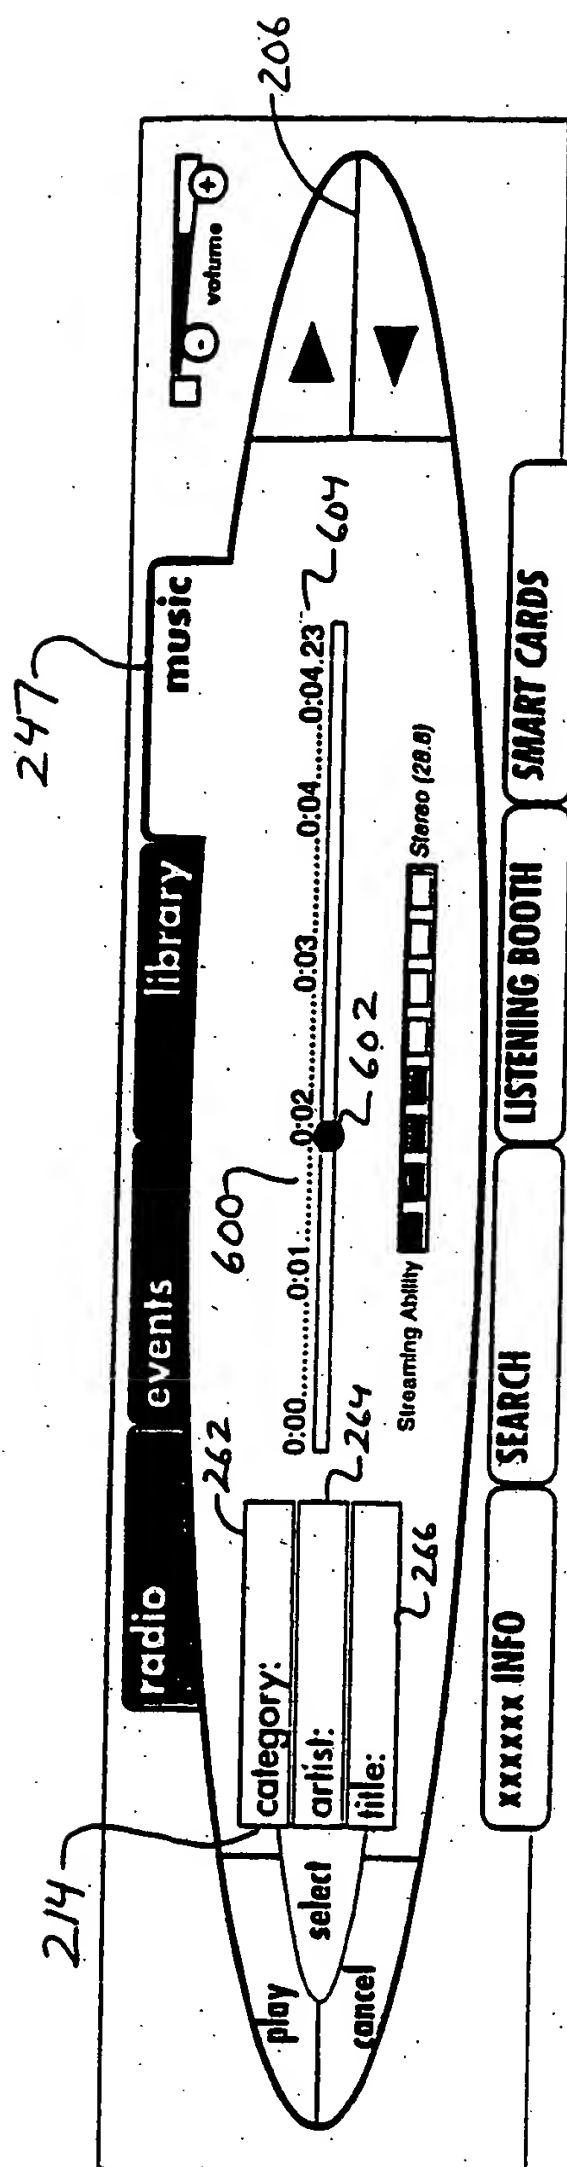 247
206
214
radio events library music
- volume +
play
select
cancel
category:
artist:
title:
262
264
266
600
0:00..........0:01..........0:02..........0:03..........0:04..........0:04.23
602
604
Streaming Ability Stereo (28.8)
xxxxxx INFO SEARCH LISTENING BOOTH SMART CARDS